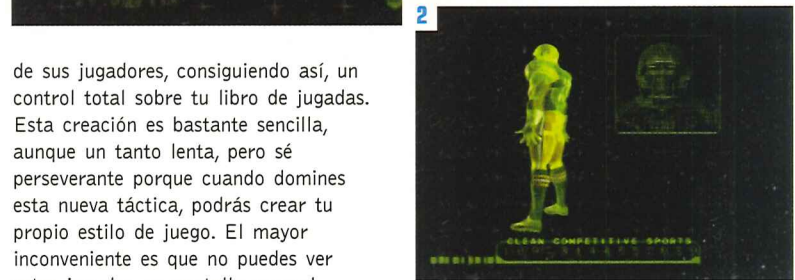 de sus jugadores, consiguiendo así, un
control total sobre tu libro de jugadas.
Esta creación es bastante sencilla,
aunque un tanto lenta, pero sé
perseverante porque cuando domines
esta nueva táctica, podrás crear tu
propio estilo de juego. El mayor
inconveniente es que no puedes ver
2
CLEAN COMPETITIVE SPORTS